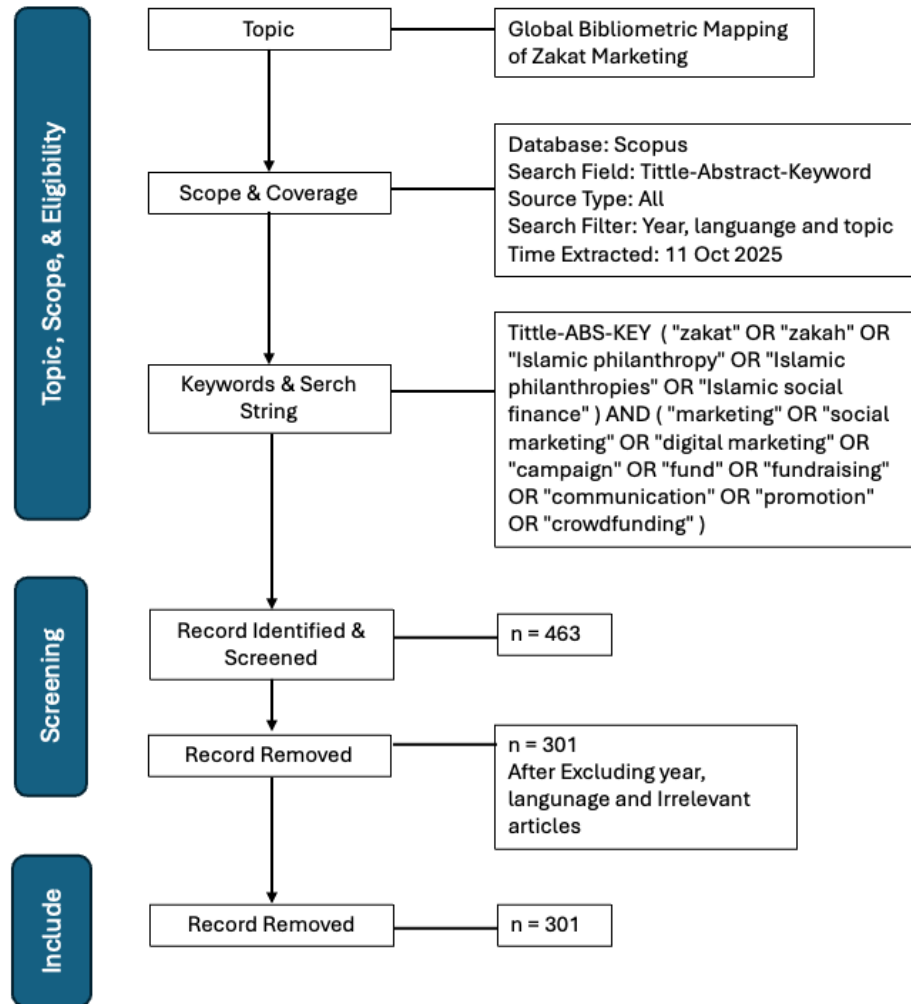 Topic, Scope, & Eligibility
Topic
Global Bibliometric Mapping
of Zakat Marketing
Scope & Coverage
Database: Scopus
Search Field: Tittle-Abstract-Keyword
Source Type: All
Search Filter: Year, languange and topic
Time Extracted: 11 Oct 2025
Keywords & Serch
String
Tittle-ABS-KEY ( "zakat" OR "zakah" OR
"Islamic philanthropy" OR "Islamic
philanthropies" OR "Islamic social
finance" ) AND ( "marketing" OR "social
marketing" OR "digital marketing" OR
"campaign" OR "fund" OR "fundraising"
OR "communication" OR "promotion"
OR "crowdfunding" )
Screening
Record Identified &
Screened
n = 463
Record Removed
n = 301
After Excluding year,
langunage and Irrelevant
articles
Include
Record Removed
n = 301